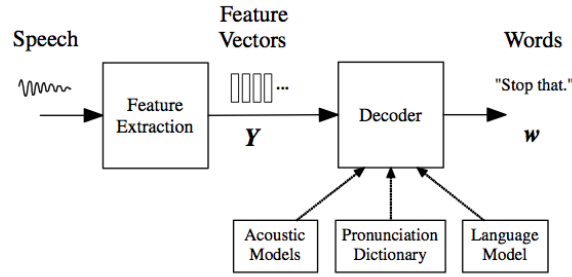 Speech
Feature
Vectors
Words
Feature
Extraction
...
Y
Decoder
"Stop that."
w
Acoustic
Models
Pronunciation
Dictionary
Language
Model